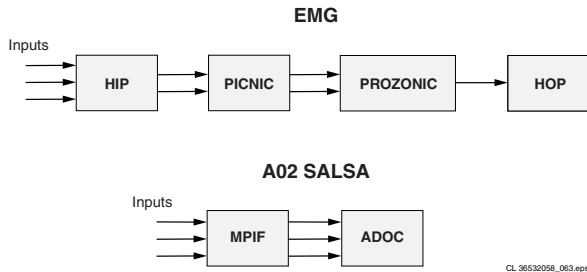 EMG
Inputs
HIP
PICNIC
PROZONIC
HOP
A02 SALSA
Inputs
MPIF
ADOC
CL 36532058_063.eps